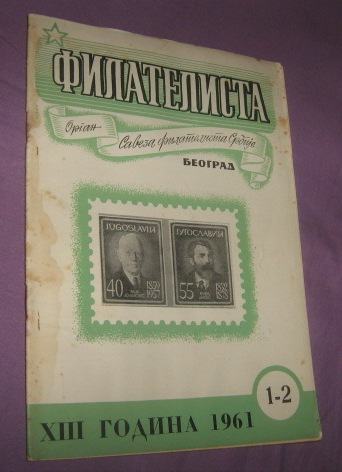 ФИЛАТЕЛИСТА
Орган
Савеза филателиста Србије
БЕОГРАД
JUGOSLAVIJA
40
ЈУГОСЛАВИЈА
55
1-2
XIII ГОДИНА 1961